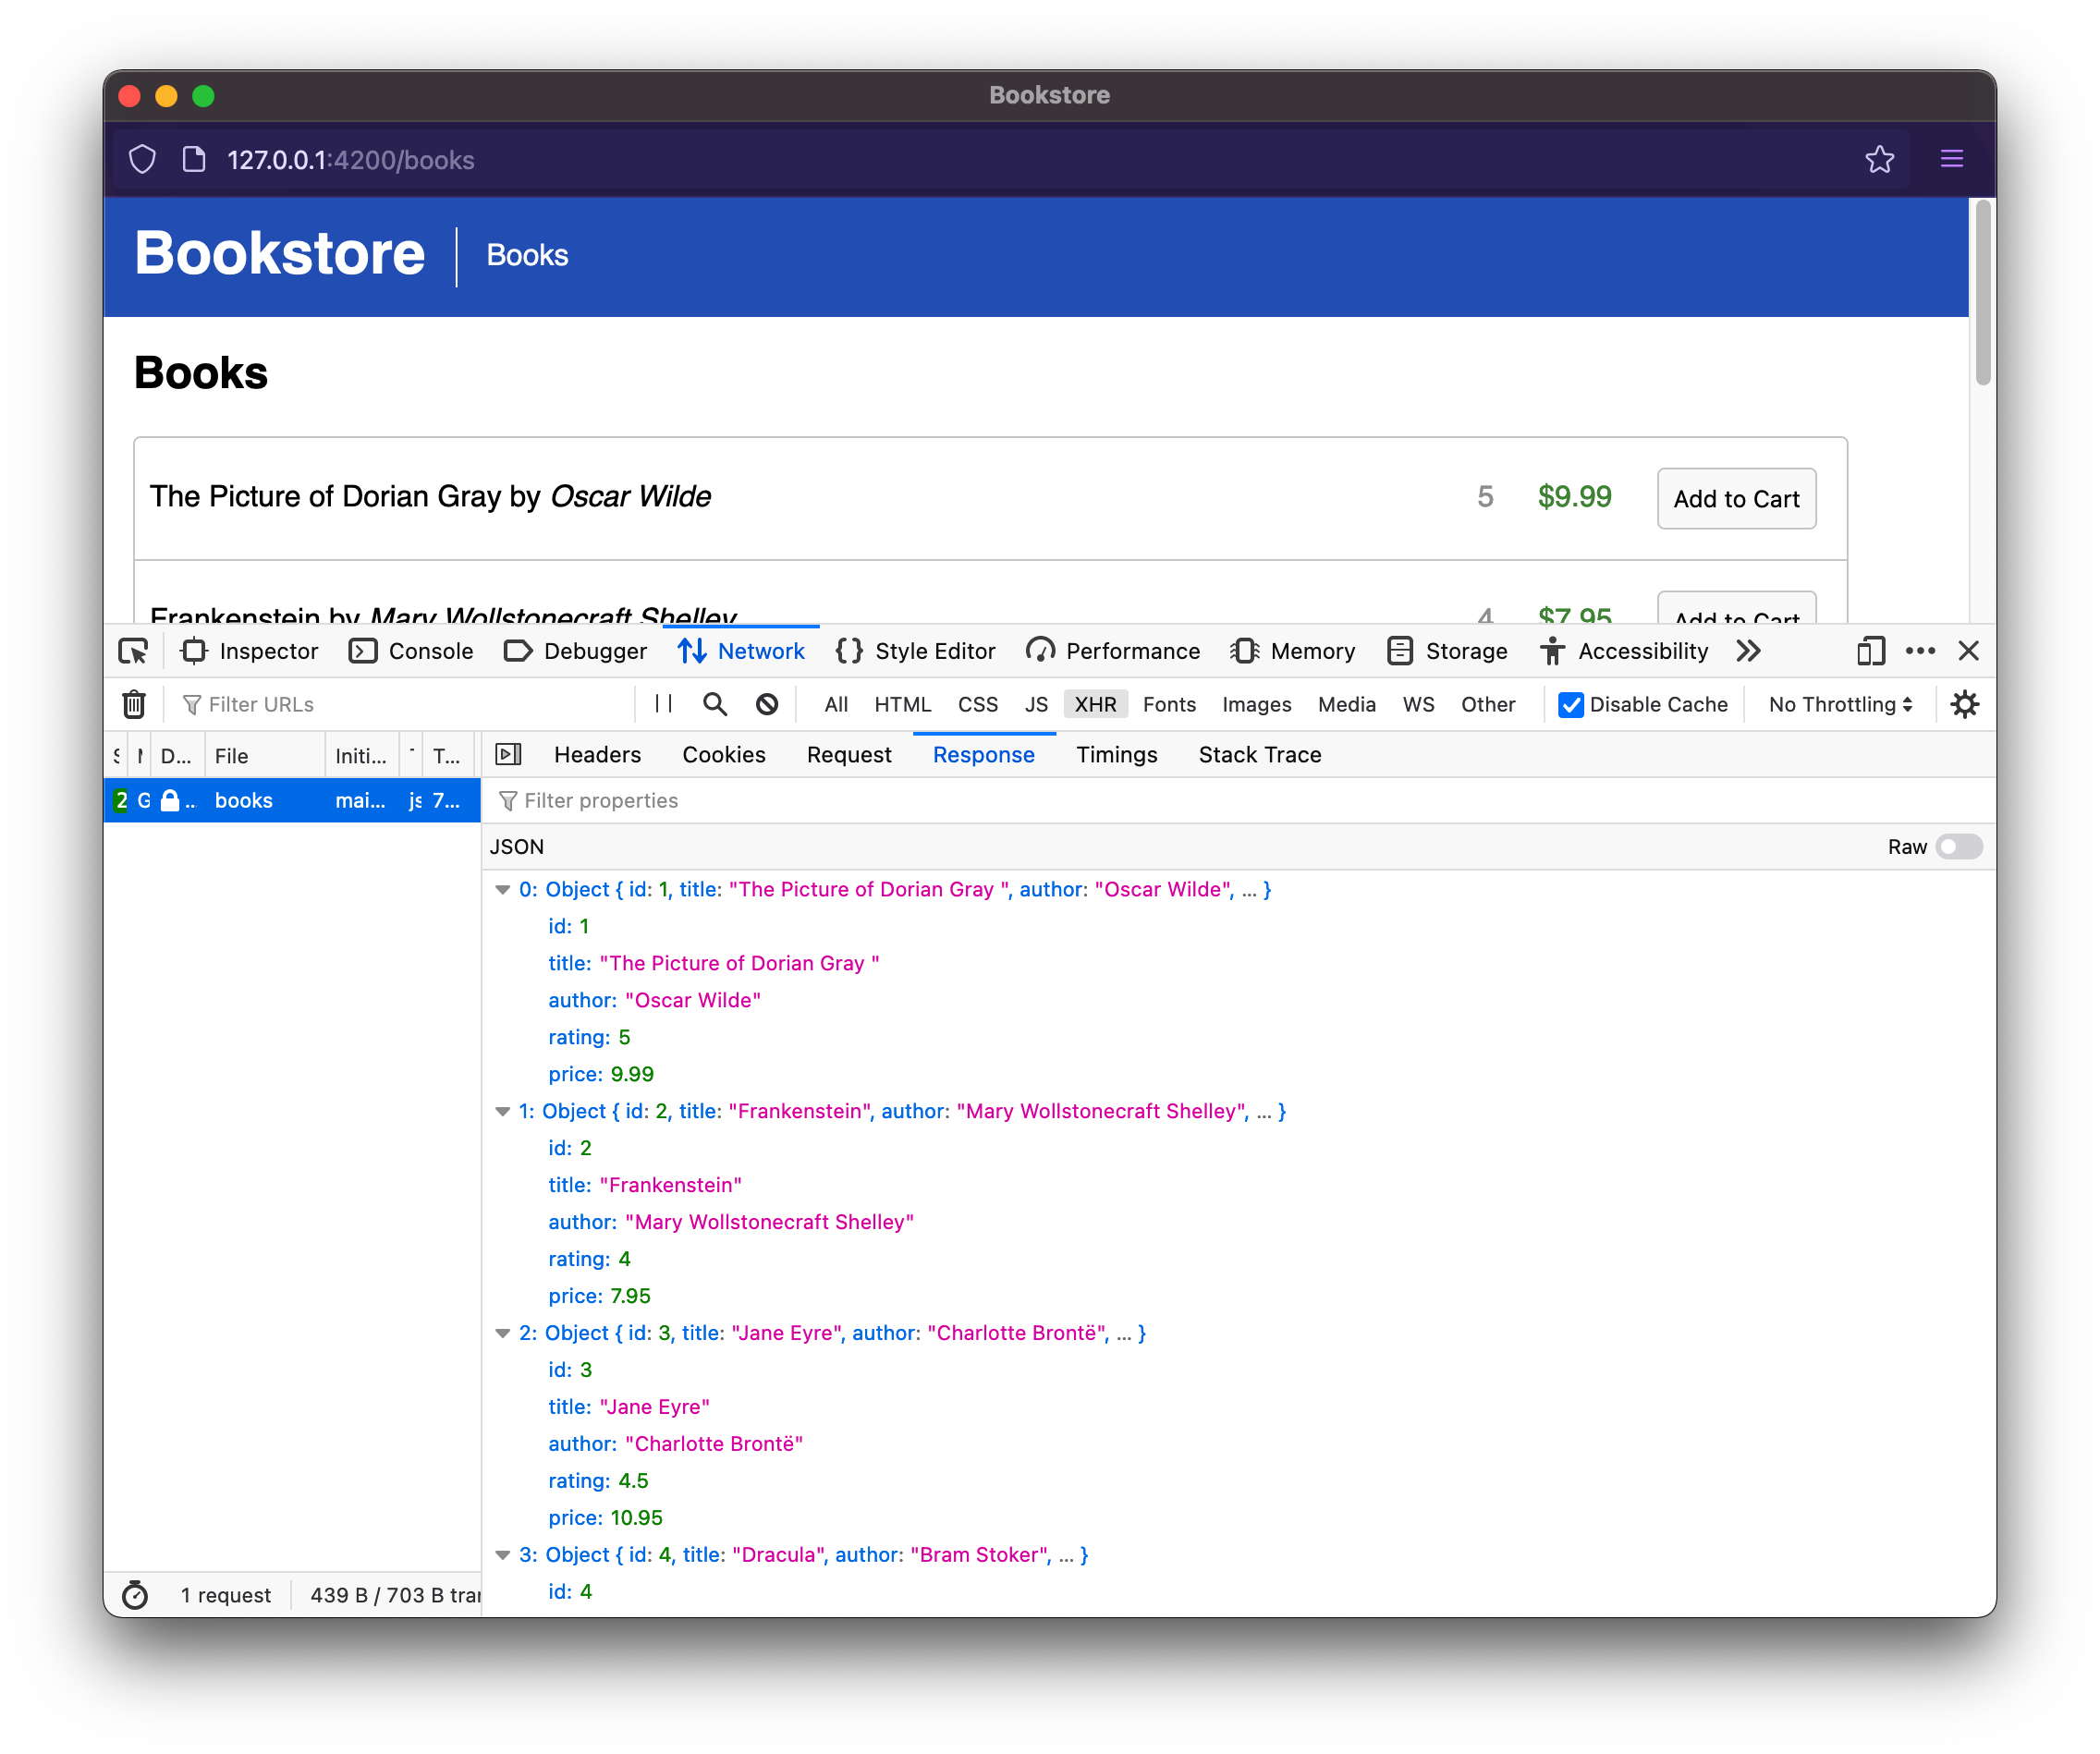 Bookstore
127.0.0.1:4200/books
Bookstore Books
Books
The Picture of Dorian Gray by Oscar Wilde 5 $9.99 Add to Cart
Frankenstein by Mary Wollstonecraft Shelley 4 $7.95 Add to Cart
Inspector Console Debugger Network Style Editor Performance Memory Storage Accessibility
Filter URLs All HTML CSS JS XHR Fonts Images Media WS Other Disable Cache No Throttling
D... File Initi... T... Headers Cookies Request Response Timings Stack Trace
2 G ... books mai... js 7... Filter properties
JSON Raw
0: Object { id: 1, title: "The Picture of Dorian Gray ", author: "Oscar Wilde", ... }
id: 1
title: "The Picture of Dorian Gray "
author: "Oscar Wilde"
rating: 5
price: 9.99
1: Object { id: 2, title: "Frankenstein", author: "Mary Wollstonecraft Shelley", ... }
id: 2
title: "Frankenstein"
author: "Mary Wollstonecraft Shelley"
rating: 4
price: 7.95
2: Object { id: 3, title: "Jane Eyre", author: "Charlotte Brontë", ... }
id: 3
title: "Jane Eyre"
author: "Charlotte Brontë"
rating: 4.5
price: 10.95
3: Object { id: 4, title: "Dracula", author: "Bram Stoker", ... }
id: 4
1 request 439 B / 703 B tra